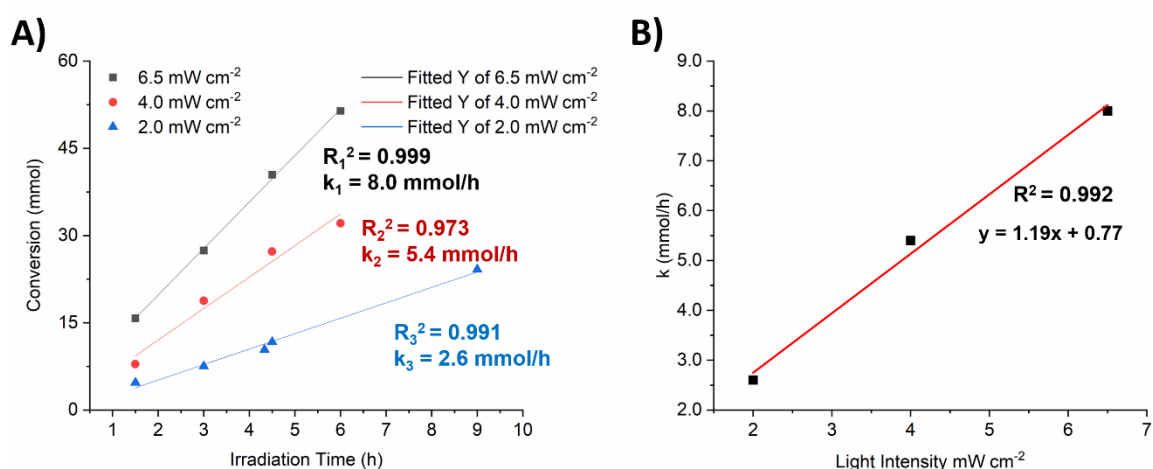 A)
60
45
30
15
0
Conversion (mmol)
6.5 mW cm⁻²
4.0 mW cm⁻²
2.0 mW cm⁻²
Fitted Y of 6.5 mW cm⁻²
Fitted Y of 4.0 mW cm⁻²
Fitted Y of 2.0 mW cm⁻²
R₁² = 0.999
k₁ = 8.0 mmol/h
R₂² = 0.973
k₂ = 5.4 mmol/h
R₃² = 0.991
k₃ = 2.6 mmol/h
1 2 3 4 5 6 7 8 9 10
Irradiation Time (h)
B)
9.0
8.0
7.0
6.0
5.0
4.0
3.0
2.0
k (mmol/h)
R² = 0.992
y = 1.19x + 0.77
2 3 4 5 6 7
Light Intensity mW cm⁻²